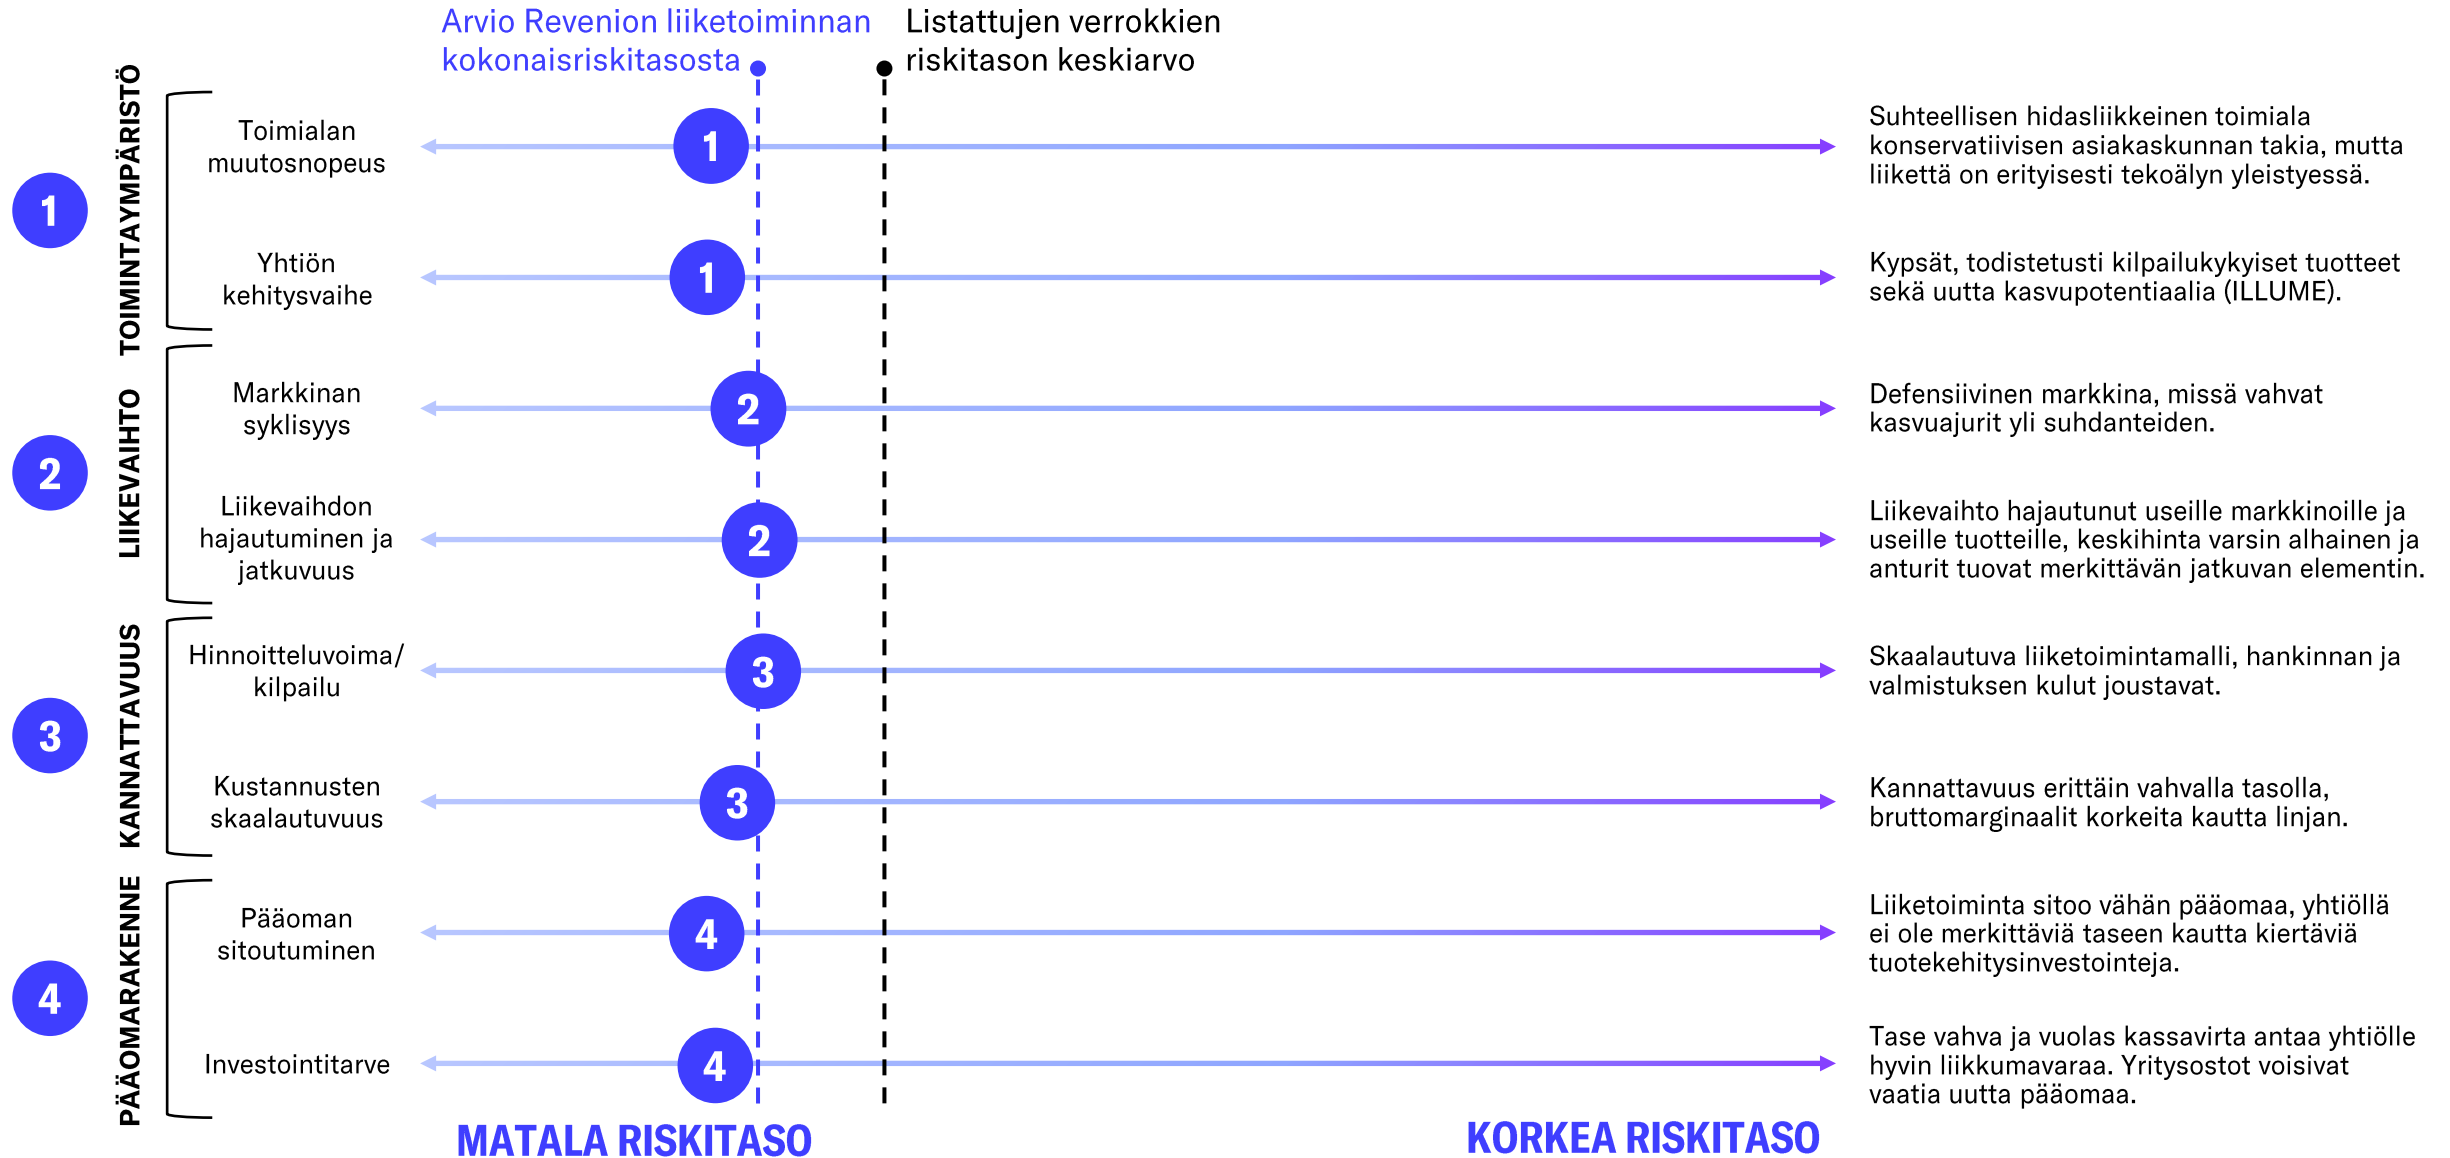 Arvio Revenion liiketoiminnan
kokonaisriskitasosta
Listattujen verrokkien
riskitason keskiarvo
1
TOIMINTAYMPÄRISTÖ
Toimialan
muutosnopeus
1
Suhteellisen hidasliikkeinen toimiala
konservatiivisen asiakaskunnan takia, mutta
liikettä on erityisesti tekoälyn yleistyessä.
Yhtiön
kehitysvaihe
1
Kypsät, todistetusti kilpailukykyiset tuotteet
sekä uutta kasvupotentiaalia (ILLUME).
2
LIIKEVAIHTO
Markkinan
syklisyys
2
Defensiivinen markkina, missä vahvat
kasvuajurit yli suhdanteiden.
Liikevaihdon
hajautuminen ja
jatkuvuus
2
Liikevaihto hajautunut useille markkinoille ja
useille tuotteille, keskihinta varsin alhainen ja
anturit tuovat merkittävän jatkuvan elementin.
3
KANNATTAVUUS
Hinnoitteluvoima/
kilpailu
3
Skaalautuva liiketoimintamalli, hankinnan ja
valmistuksen kulut joustavat.
Kustannusten
skaalautuvuus
3
Kannattavuus erittäin vahvalla tasolla,
bruttomarginaalit korkeita kautta linjan.
4
PÄÄOMARAKENNE
Pääoman
sitoutuminen
4
Liiketoiminta sitoo vähän pääomaa, yhtiöllä
ei ole merkittäviä taseen kautta kiertäviä
tuotekehitysinvestointeja.
Investointitarve
4
Tase vahva ja vuolas kassavirta antaa yhtiölle
hyvin liikkumavaraa. Yritysostot voisivat
vaatia uutta pääomaa.
MATALA RISKITASO
KORKEA RISKITASO